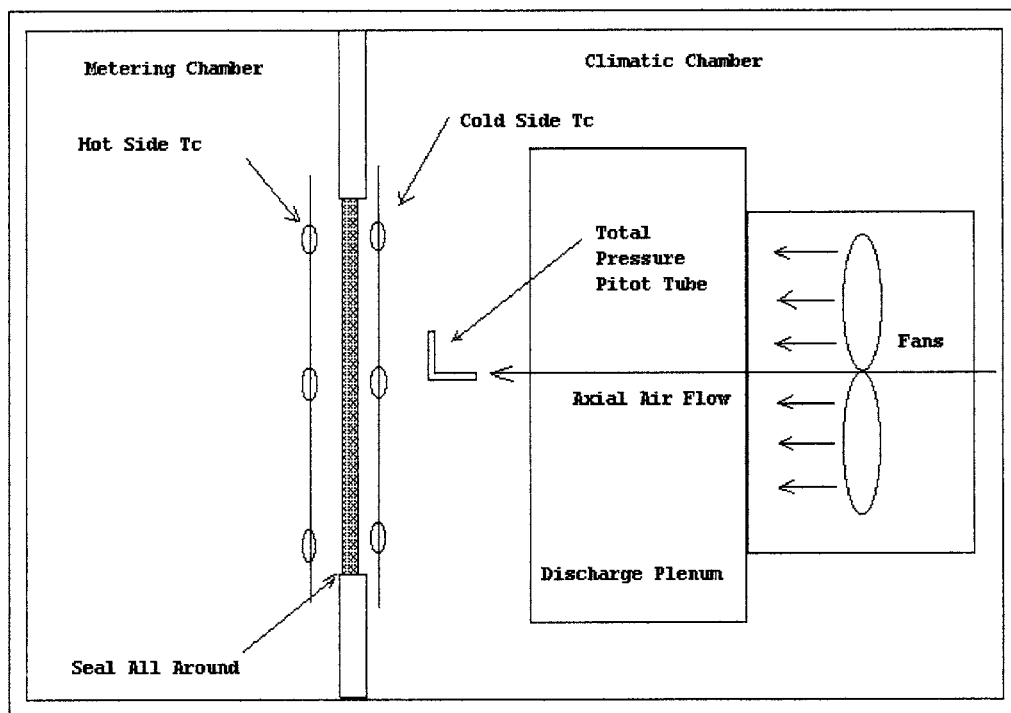 Metering Chamber
Climatic Chamber
Hot Side Tc
Cold Side Tc
Total
Pressure
Pitot Tube
Fans
Axial Air Flow
Discharge Plenum
Seal All Around